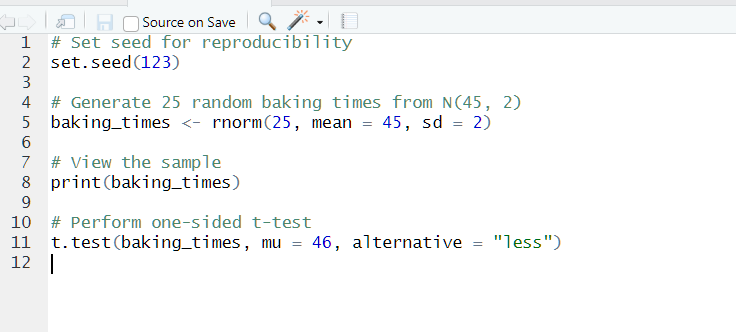 Source on Save
1 # Set seed for reproducibility
2 set.seed(123)
3
4 # Generate 25 random baking times from N(45, 2)
5 baking_times <- rnorm(25, mean = 45, sd = 2)
6
7 # View the sample
8 print(baking_times)
9
10 # Perform one-sided t-test
11 t.test(baking_times, mu = 46, alternative = "less")
12